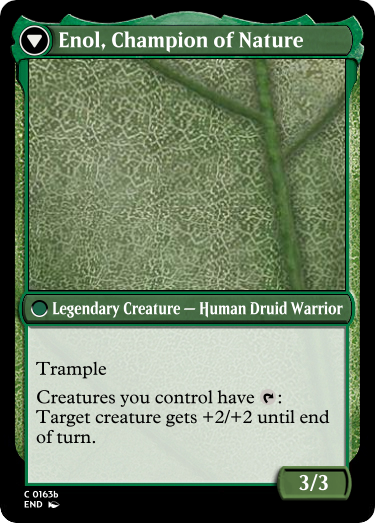 Enol, Champion of Nature
Legendary Creature — Human Druid Warrior
Trample
Creatures you control have :
Target creature gets +2/+2 until end
of turn.
3/3
C 0163b
END